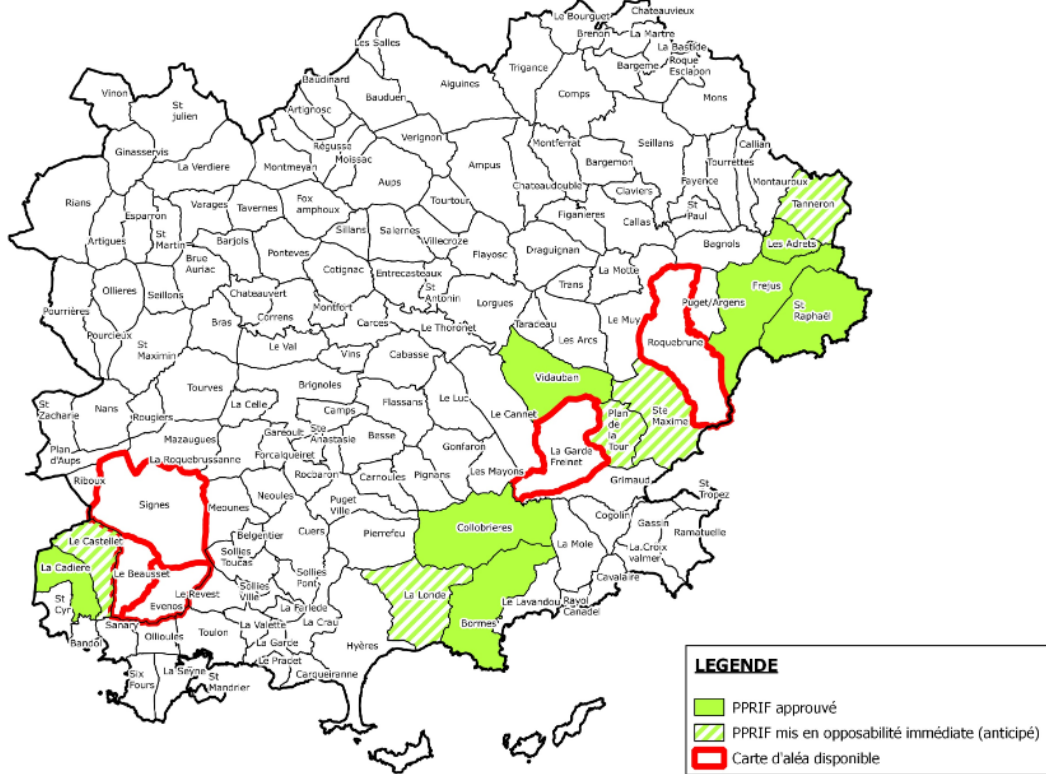 Le Bourguet
Chateauvieux
Brenon
La Martre
Les Salles
La Bastide
Trigance
Bargeme
Roque
Esclapon
Baudinard
Aiguines
Vinon
St
julien
Bauduen
Comps
Mons
Artignosc
Verignon
Régusse
Montferrat
Seillans
Callian
Ginasservis
Moissac
La Verdiere
Montmeyan
Ampus
Bargemon
Tourrettes
Aups
Chateaudouble
Fayence
Montauroux
Rians
Esparron
Varages
Tavernes
Fox
amphoux
Tourtour
Claviers
St
Paul
Tanneron
Artigues
St
Martin
Barjols
Sillans
Salernes
Villecroze
Figanieres
Callas
Ponteves
Flayosc
Draguignan
Bagnols
Les Adrets
Brue
Auriac
Cotignac
Entrecasteaux
La Motte
Ollieres
Seillons
Chateauvert
St
Antonin
Lorgues
Trans
Frejus
Pourrières
Correns
Montfort
Puget/Argens
St
Raphaël
Bras
Carces
Le Thoronet
Taradeau
Le Muy
Pourcieux
St
Maximin
Le Val
Les Arcs
Roquebrune
Vins
Cabasse
Vidauban
Tourves
Brignoles
Le Luc
St
Zacharie
Nans
La Celle
Camps
Flassans
Le Cannet
Plan
de
la
Tour
Ste
Maxime
Rougiers
Gareoult
Ste
Anastasie
Besse
Mazaugues
Gonfaron
La Garde
Freinet
Plan
d'Aups
La Roquebrussanne
Forcalqueiret
Rocbaron
Carnoules
Pignans
Les Mayons
Grimaud
Riboux
Signes
Neoules
Puget
Ville
St
Tropez
Meounes
Cogolin
Gassin
Le Castellet
Belgentier
Cuers
Pierrefeu
Collobrieres
La Mole
Ramatuelle
Sollies
Toucas
La Croix
valmer
La Cadiere
Le Beausset
Sollies
Pont
Cavalaire
Sollies
Ville
Le Revest
La Londe
Le Lavandou
Rayol
Canadel
St
Cyr
Evenos
La Farlede
Bormes
Sanary
La Valette
La Crau
Bandol
Ollioules
Toulon
La Garde
Hyères
Le Pradet
Six
Fours
La Seyne
St
Mandrier
Carqueiranne
LEGENDE
PPRIF approuvé
PPRIF mis en opposabilité immédiate (anticipé)
Carte d'aléa disponible